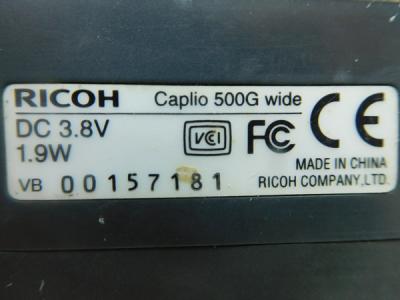 RICOH Caplio 500G wide
DC 3.8V
1.9W
VCI FC CE
MADE IN CHINA
VB 00157181 RICOH COMPANY,LTD.